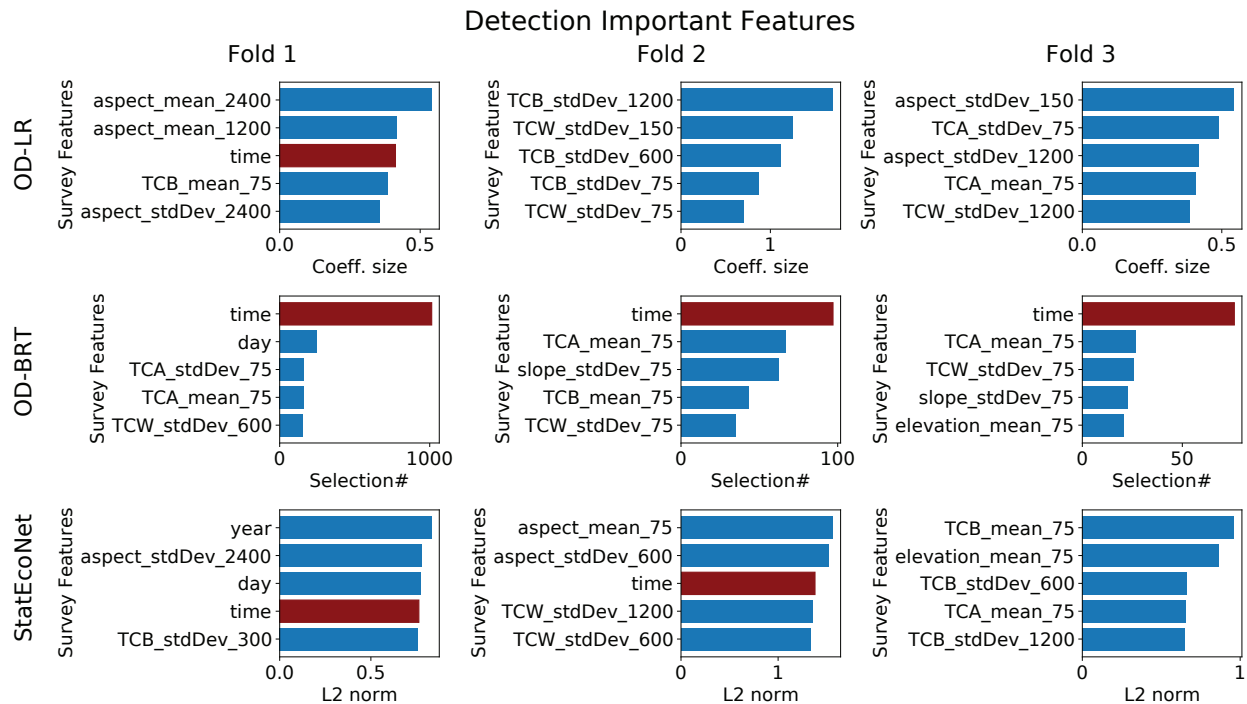 Detection Important Features
Fold 1
Fold 2
Fold 3
OD-LR
Survey Features
aspect_mean_2400
aspect_mean_1200
time
TCB_mean_75
aspect_stdDev_2400
0.0
0.5
Coeff. size
Survey Features
TCB_stdDev_1200
TCW_stdDev_150
TCB_stdDev_600
TCB_stdDev_75
TCW_stdDev_75
0
1
Coeff. size
Survey Features
aspect_stdDev_150
TCA_stdDev_75
aspect_stdDev_1200
TCA_mean_75
TCW_stdDev_1200
0.0
0.5
Coeff. size
OD-BRT
Survey Features
time
day
TCA_stdDev_75
TCA_mean_75
TCW_stdDev_600
0
1000
Selection#
Survey Features
time
TCA_mean_75
slope_stdDev_75
TCB_mean_75
TCW_stdDev_75
0
100
Selection#
Survey Features
time
TCA_mean_75
TCW_stdDev_75
slope_stdDev_75
elevation_mean_75
0
50
Selection#
StatEcoNet
Survey Features
year
aspect_stdDev_2400
day
time
TCB_stdDev_300
0.0
0.5
L2 norm
Survey Features
aspect_mean_75
aspect_stdDev_600
time
TCW_stdDev_1200
TCW_stdDev_600
0
1
L2 norm
Survey Features
TCB_mean_75
elevation_mean_75
TCB_stdDev_600
TCA_mean_75
TCB_stdDev_1200
0
1
L2 norm